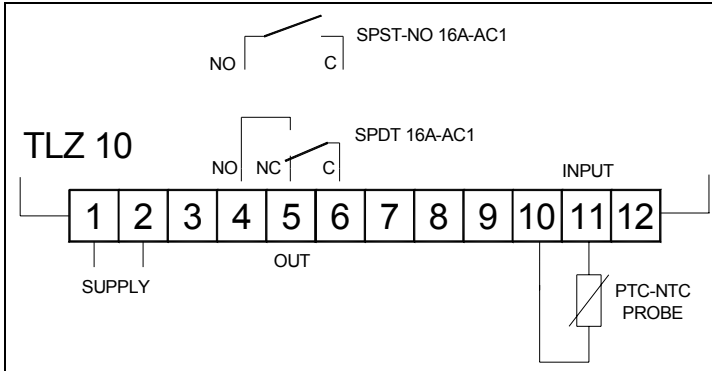 SPST-NO 16A-AC1
NO C
SPDT 16A-AC1
TLZ 10
NO NC C
INPUT
1 2 3 4 5 6 7 8 9 10 11 12
OUT
SUPPLY
PTC-NTC
PROBE